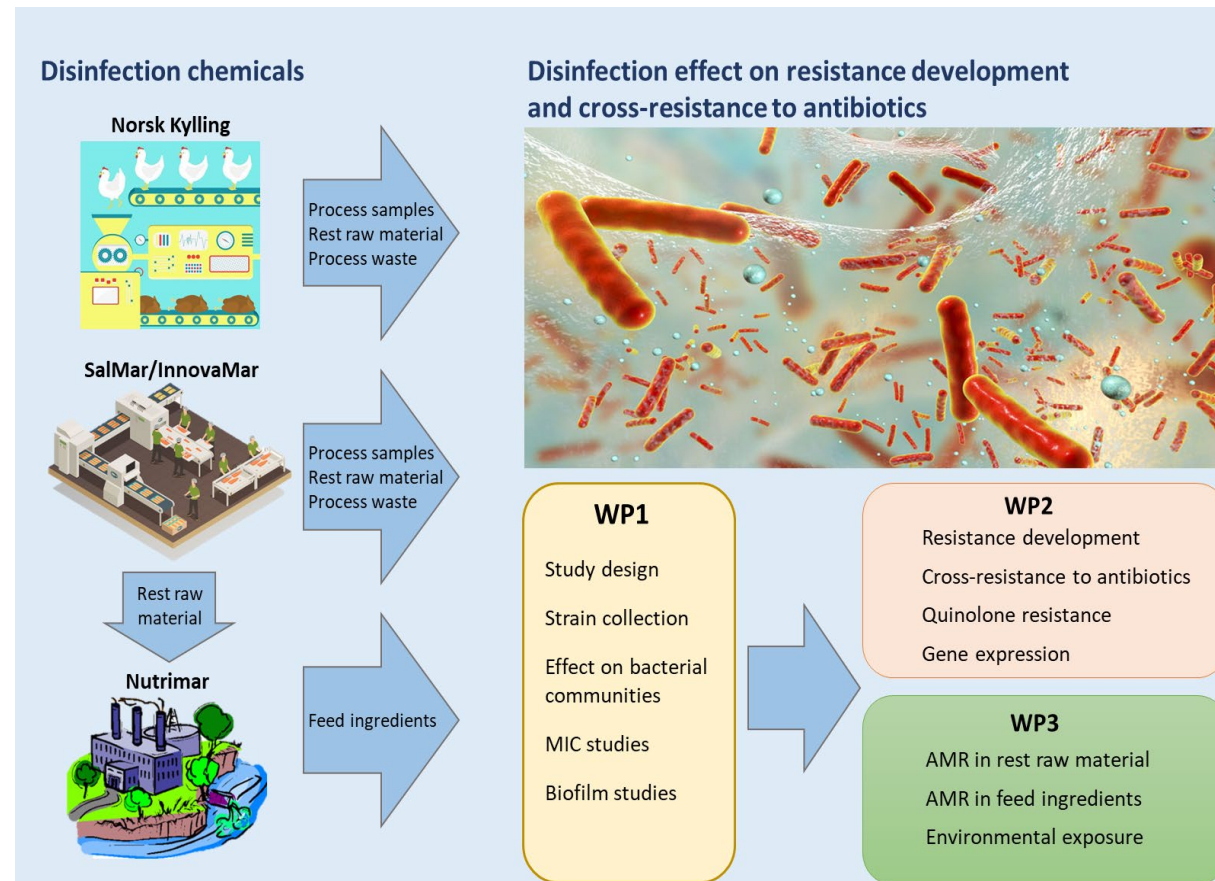 Disinfection chemicals
Norsk Kylling
Process samples
Rest raw material
Process waste
SalMar/InnovaMar
Process samples
Rest raw material
Process waste
Rest raw
material
Nutrimar
Feed ingredients
Disinfection effect on resistance development
and cross-resistance to antibiotics
WP1
Study design
Strain collection
Effect on bacterial
communities
MIC studies
Biofilm studies
WP2
Resistance development
Cross-resistance to antibiotics
Quinolone resistance
Gene expression
WP3
AMR in rest raw material
AMR in feed ingredients
Environmental exposure